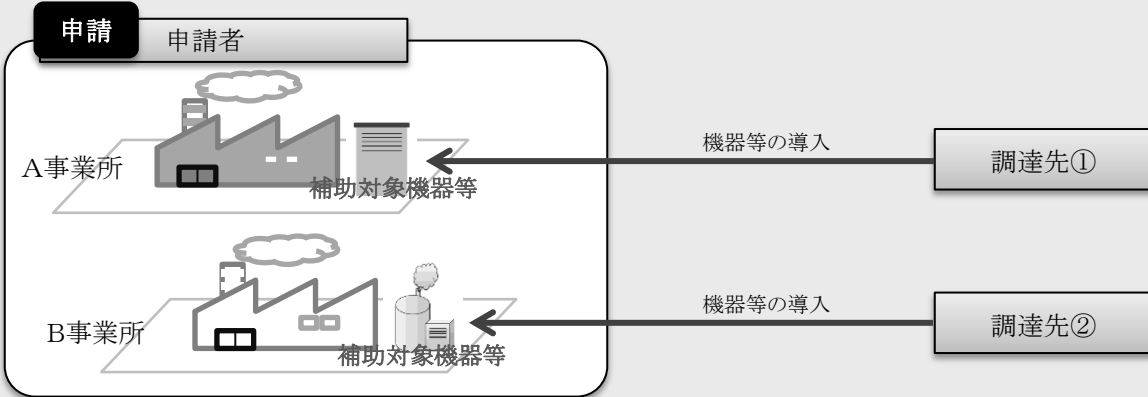 申請
申請者
A事業所
補助対象機器等
機器等の導入
調達先①
B事業所
補助対象機器等
機器等の導入
調達先②